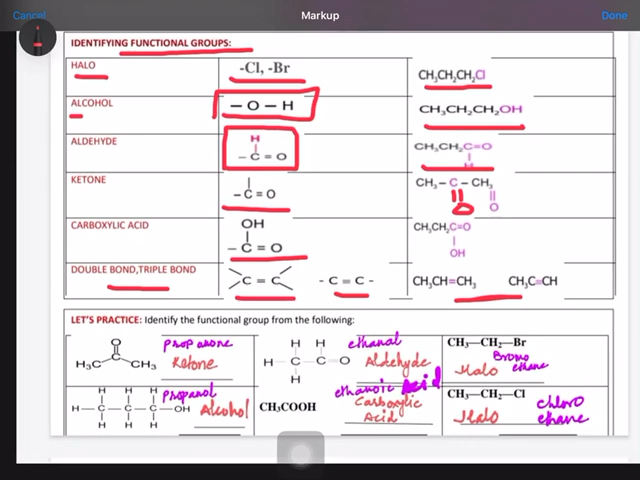 Cancel
Markup
Done
IDENTIFYING FUNCTIONAL GROUPS:
HALO
-Cl, -Br
CH3CH2CH2Cl
ALCOHOL
– O – H
CH3CH2CH2OH
ALDEHYDE
H
– C = O
CH3CH2C=O
H
KETONE
– C = O
CH3 – C – CH3
O
O
CARBOXYLIC ACID
OH
– C = O
CH3CH2C=O
OH
DOUBLE BOND,TRIPLE BOND
C = C
- C = C -
CH3CH=CH3
CH3C=CH
LET'S PRACTICE: Identify the functional group from the following:
O
H3C
CH3
propanone
Ketone
H H
H – C – C = O
H
ethanal
Aldehyde
CH3—CH2—Br
Halo
Bromo
ethane
H H H
H – C – C – C – OH
H H H
propanol
Alcohol
CH3COOH
ethanoic Acid
Carboxylic
Acid
CH3—CH2—Cl
Halo
chloro
ethane